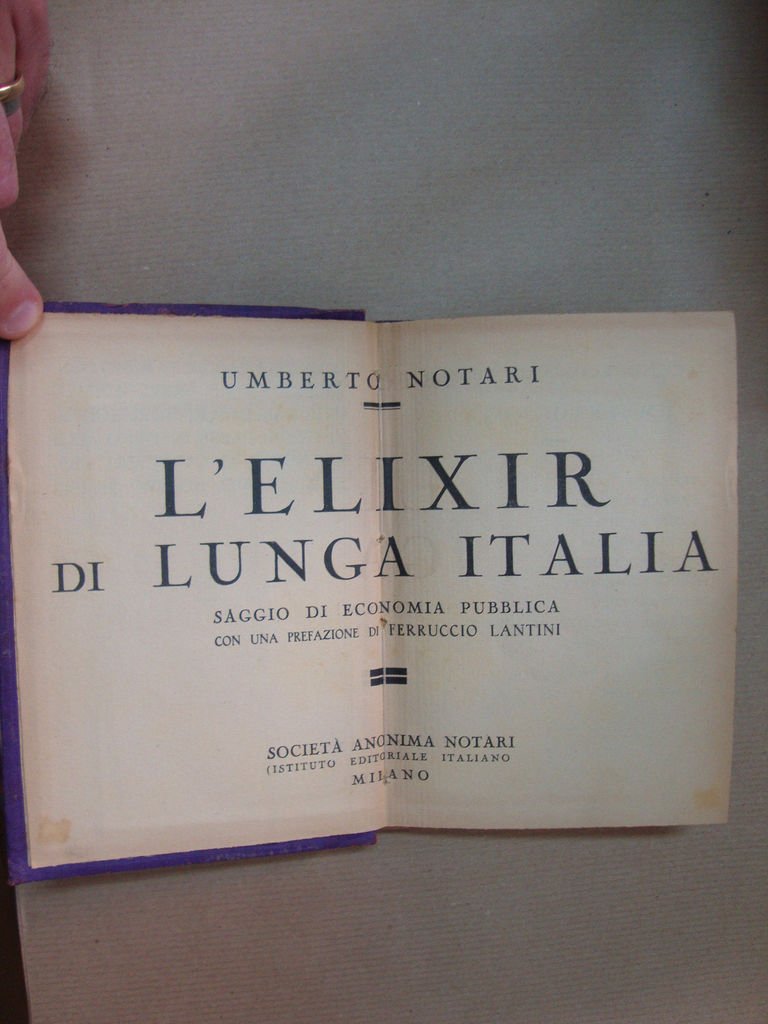 UMBERTO NOTARI
L'ELIXIR
DI LUNGA ITALIA
SAGGIO DI ECONOMIA PUBBLICA
CON UNA PREFAZIONE DI FERRUCCIO LANTINI
SOCIETÀ ANONIMA NOTARI
(ISTITUTO EDITORIALE ITALIANO
MILANO